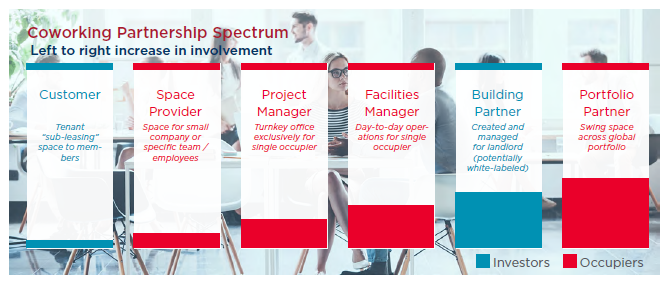 Coworking Partnership Spectrum
Left to right increase in involvement
Customer
Tenant
"sub-leasing"
space to mem-
bers
Space
Provider
Space for small
company or
specific team /
employees
Project
Manager
Turnkey office
exclusively for
single occupier
Facilities
Manager
Day-to-day oper-
ations for single
occupier
Building
Partner
Created and
managed
for landlord
(potentially
white-labeled)
Portfolio
Partner
Swing space
across global
portfolio
Investors
Occupiers